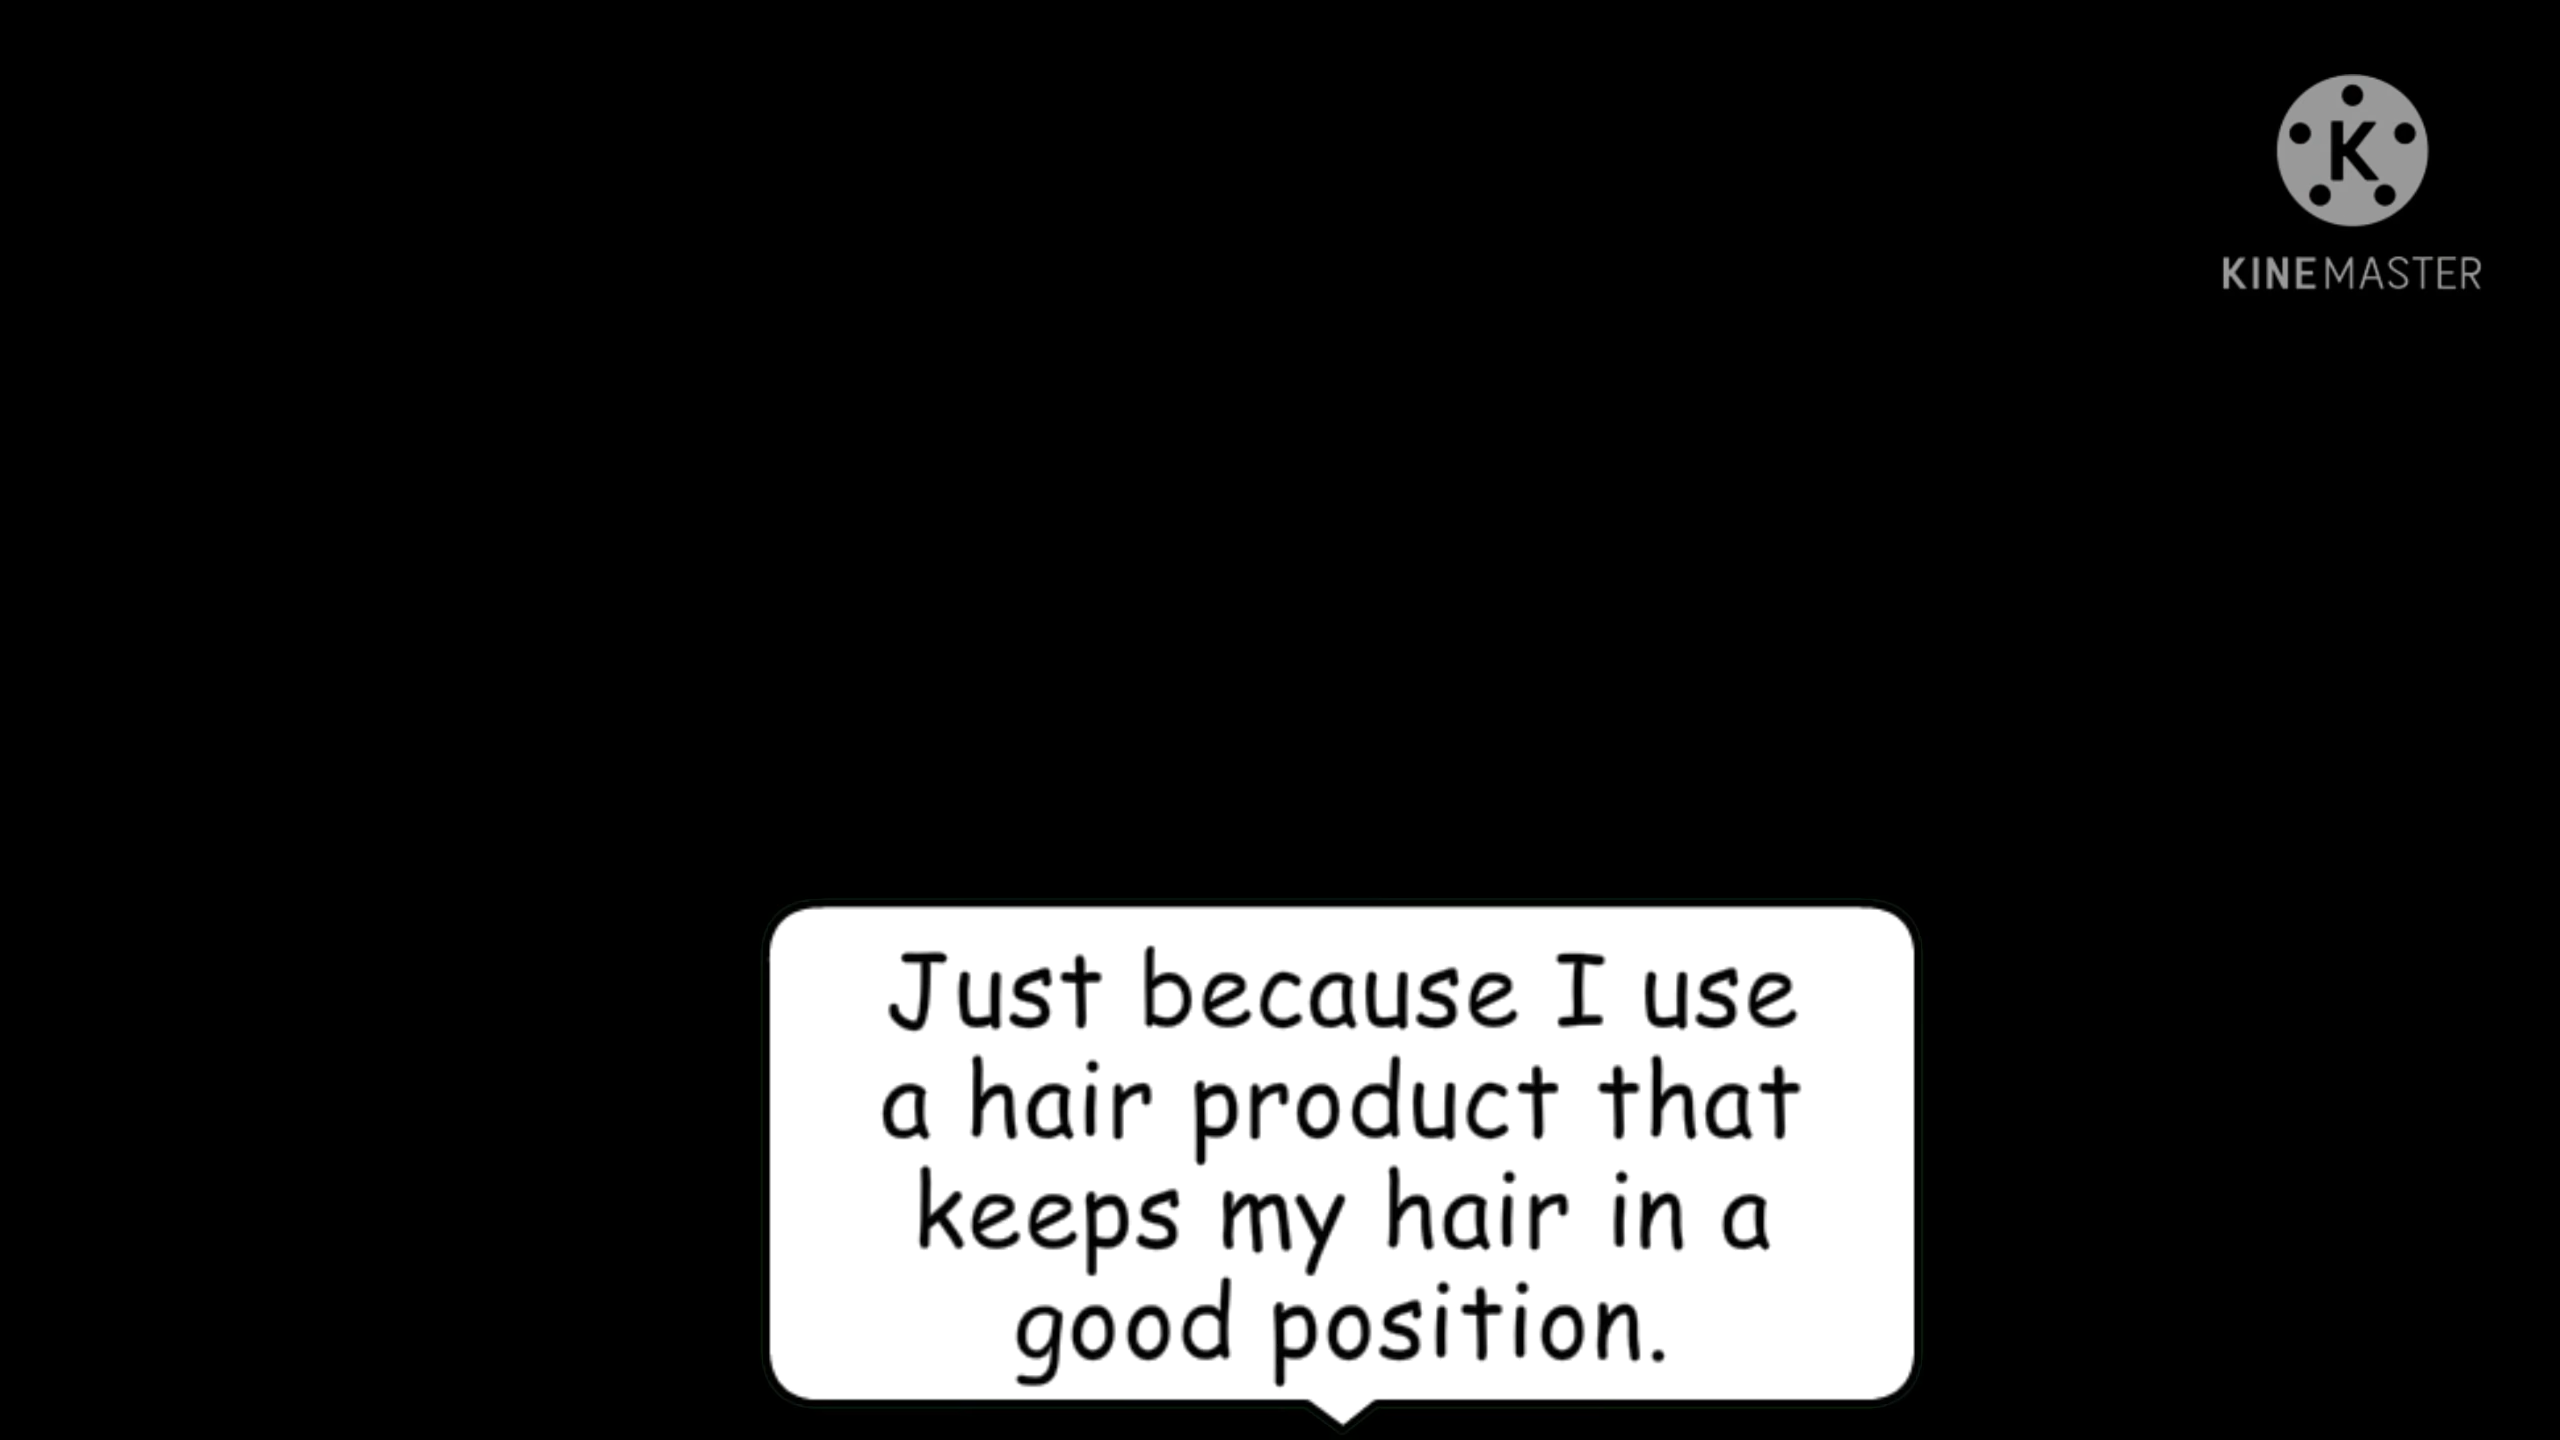 K
KINEMASTER
Just because I use
a hair product that
keeps my hair in a
good position.